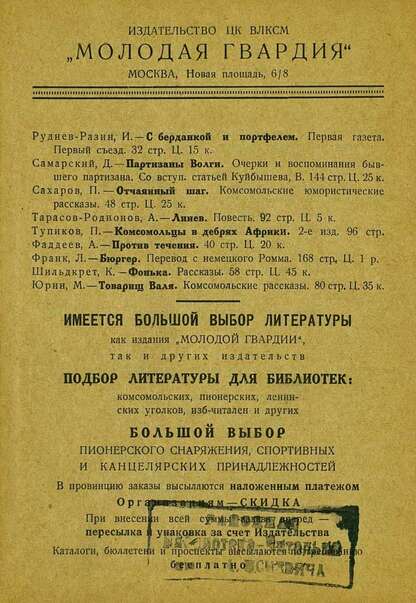 ИЗДАТЕЛЬСТВО ЦК ВЛКСМ
„МОЛОДАЯ ГВАРДИЯ“
МОСКВА, Новая площадь, 6/8
Руднев-Разин, И.—С берданкой и портфелем. Первая газета.
Первый съезд. 32 стр. Ц. 15 к.
Самарский, Д.—Партизаны Волги. Очерки и воспоминания быв-
шего партизана. Со вступ. статьей Куйбышева, В. 144 стр. Ц. 25 к.
Сахаров, П.—Отчаянный шаг. Комсомольские юмористические
рассказы. 48 стр. Ц. 25 к.
Тарасов-Родионов, А.—Линев. Повесть. 92 стр. Ц. 5 к.
Тупиков, П.—Комсомольцы в дебрях Африки. 2-е изд. 96 стр.
Фаддеев, А.—Против течения. 40 стр. Ц. 20 к.
Франк, Л.—Бюргер. Перевод с немецкого Ромма. 168 стр, Ц. 1 р.
Шильдкрет, К.—Фонька. Рассказы. 58 стр. Ц. 45 к.
Юрин, М.—Товарищ Валя. Комсомольские рассказы. 80 стр. Ц. 35 к.
ИМЕЕТСЯ БОЛЬШОЙ ВЫБОР ЛИТЕРАТУРЫ
как издания „МОЛОДОЙ ГВАРДИИ“,
так и других издательств
ПОДБОР ЛИТЕРАТУРЫ ДЛЯ БИБЛИОТЕК:
комсомольских, пионерских, ленин-
ских уголков, изб-читален и других
БОЛЬШОЙ ВЫБОР
ПИОНЕРСКОГО СНАРЯЖЕНИЯ, СПОРТИВНЫХ
И КАНЦЕЛЯРСКИХ ПРИНАДЛЕЖНОСТЕЙ
В провинцию заказы высылаются наложенным платежом
Организациям—СКИДКА
При внесении всей суммы вперед—
пересылка и упаковка за счет Издательства
Каталоги, бюллетени и проспекты высылаются по требованию
бесплатно